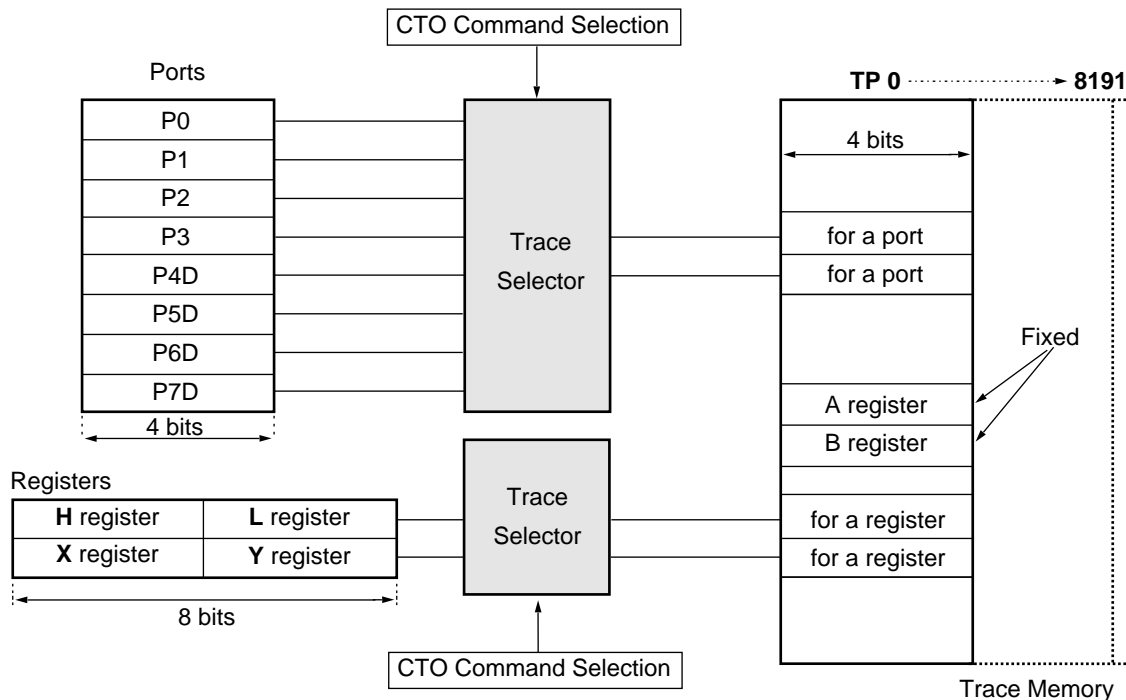 CTO Command Selection
Ports
TP 0
8191
P0
P1
P2
P3
P4D
P5D
P6D
P7D
4 bits
Trace
Selector
4 bits
for a port
for a port
Fixed
A register
B register
Registers
H register
L register
X register
Y register
8 bits
Trace
Selector
for a register
for a register
CTO Command Selection
Trace Memory